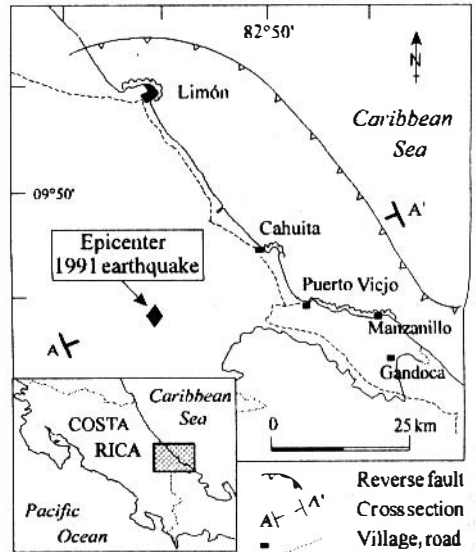 82°50'
N
Limón
Caribbean
Sea
09°50'
A'
Cahuita
Epicenter
1991 earthquake
Puerto Viejo
Manzanillo
A
Gandoca
Caribbean
Sea
COSTA
RICA
Pacific
Ocean
0 25 km
Reverse fault
A A' Cross section
Village, road